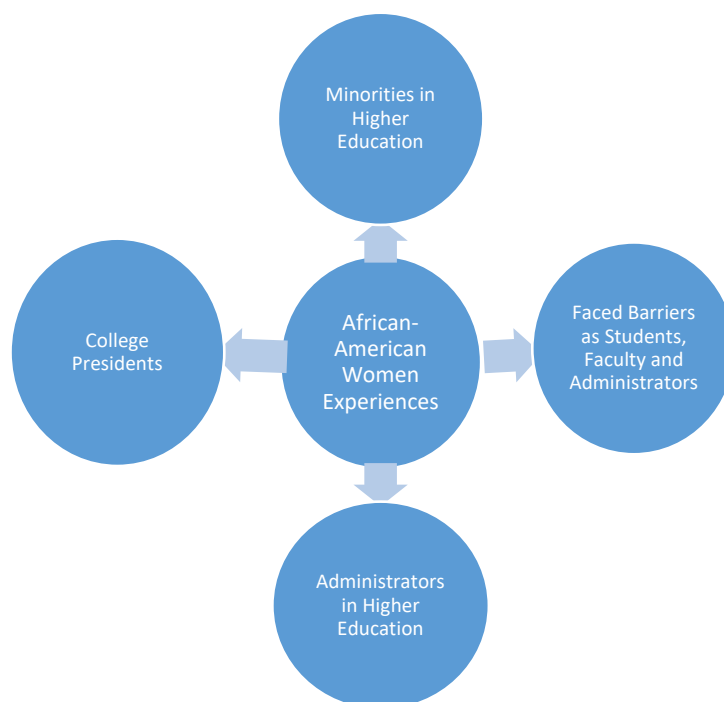 Minorities in
Higher
Education
College
Presidents
African-
American
Women
Experiences
Faced Barriers
as Students,
Faculty and
Administrators
Administrators
in Higher
Education